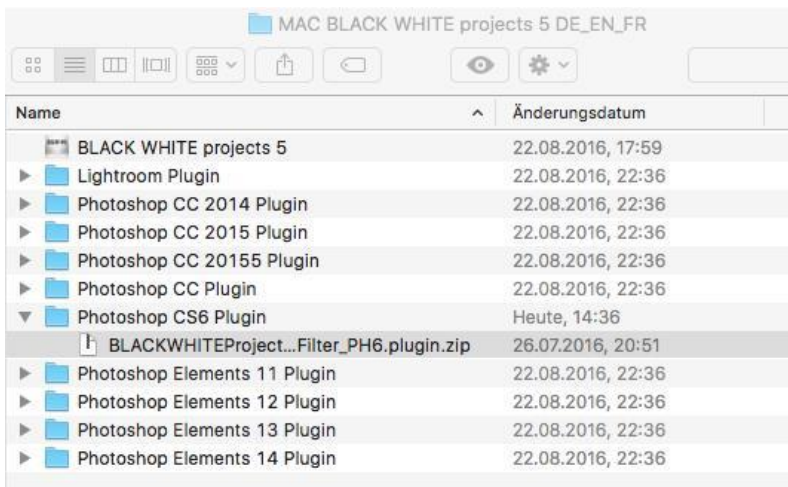 MAC BLACK WHITE projects 5 DE_EN_FR
Name Änderungsdatum
BLACK WHITE projects 5 22.08.2016, 17:59
Lightroom Plugin 22.08.2016, 22:36
Photoshop CC 2014 Plugin 22.08.2016, 22:36
Photoshop CC 2015 Plugin 22.08.2016, 22:36
Photoshop CC 20155 Plugin 22.08.2016, 22:36
Photoshop CC Plugin 22.08.2016, 22:36
Photoshop CS6 Plugin Heute, 14:36
BLACKWHITEProject...Filter_PH6.plugin.zip 26.07.2016, 20:51
Photoshop Elements 11 Plugin 22.08.2016, 22:36
Photoshop Elements 12 Plugin 22.08.2016, 22:36
Photoshop Elements 13 Plugin 22.08.2016, 22:36
Photoshop Elements 14 Plugin 22.08.2016, 22:36